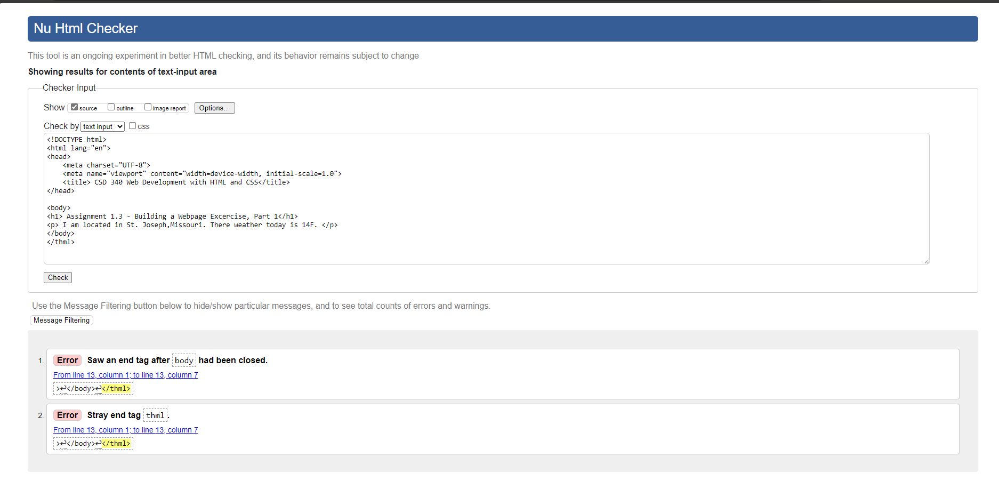 Nu Html Checker
This tool is an ongoing experiment in better HTML checking, and its behavior remains subject to change
Showing results for contents of text-input area
Checker Input
Show source outline image report Options...
Check by text input css
<!DOCTYPE html>
<html lang="en">
<head>
    <meta charset="UTF-8">
    <meta name="viewport" content="width=device-width, initial-scale=1.0">
    <title> CSD 340 Web Development with HTML and CSS</title>
</head>

<body>
<h1> Assignment 1.3 - Building a Webpage Excercise, Part 1</h1>
<p> I am located in St. Joseph,Missouri. There weather today is 14F. </p>
</body>
</thml>
Check
Use the Message Filtering button below to hide/show particular messages, and to see total counts of errors and warnings.
Message Filtering
1. Error Saw an end tag after body had been closed.
From line 13, column 1; to line 13, column 7
>↩</body>↩</thml>
2. Error Stray end tag thml.
From line 13, column 1; to line 13, column 7
>↩</body>↩</thml>